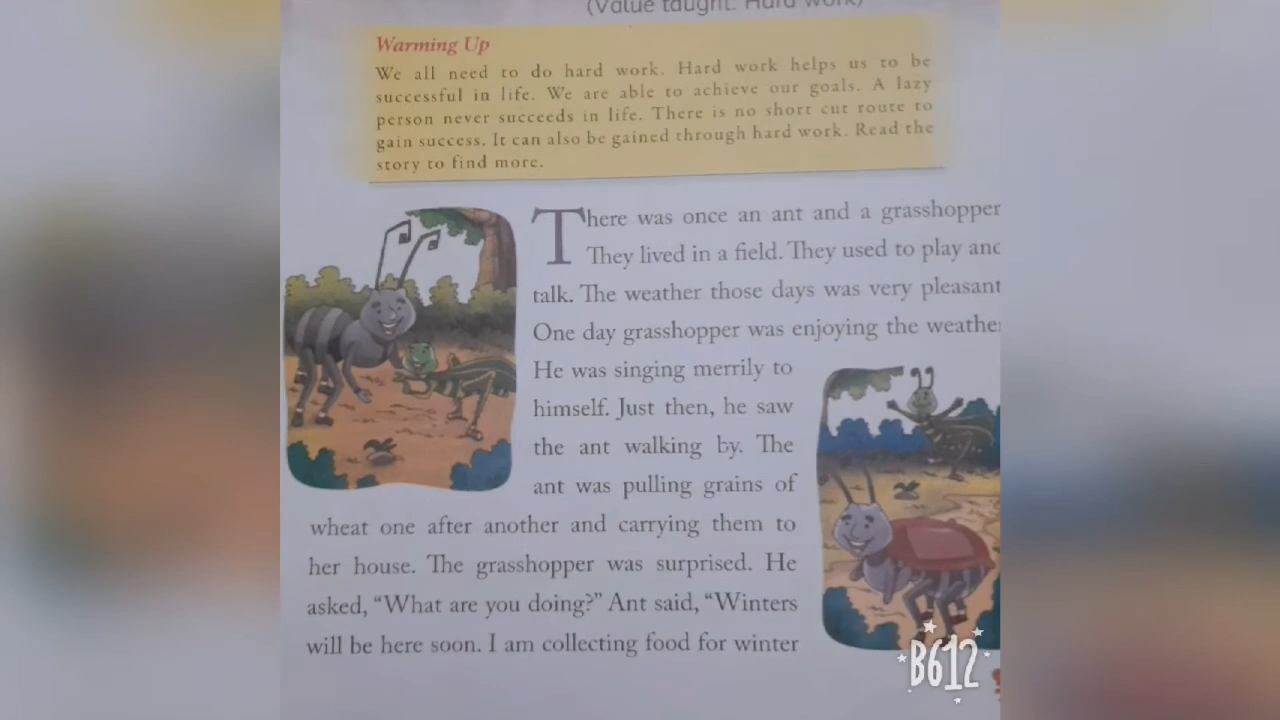 (Value taught: Hard work)
Warming Up
We all need to do hard work. Hard work helps us to be
successful in life. We are able to achieve our goals. A lazy
person never succeeds in life. There is no short cut route to
gain success. It can also be gained through hard work. Read the
story to find more.
There was once an ant and a grasshopper
They lived in a field. They used to play and
talk. The weather those days was very pleasant
One day grasshopper was enjoying the weather
He was singing merrily to
himself. Just then, he saw
the ant walking by. The
ant was pulling grains of
wheat one after another and carrying them to
her house. The grasshopper was surprised. He
asked, “What are you doing?” Ant said, “Winters
will be here soon. I am collecting food for winter
B612